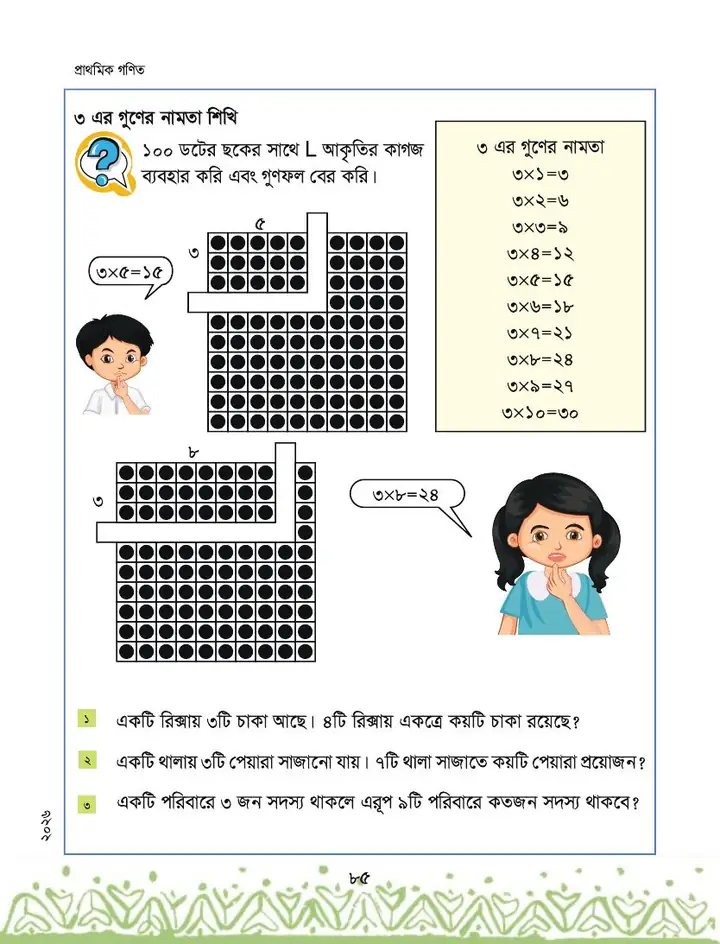 প্রাথমিক গণিত
৩ এর গুণের নামতা শিখি
১০০ ডটের ছকের সাথে L আকৃতির কাগজ
ব্যবহার করি এবং গুণফল বের করি।
৫
৩
৩×৫=১৫
৩ এর গুণের নামতা
৩×১=৩
৩×২=৬
৩×৩=৯
৩×৪=১২
৩×৫=১৫
৩×৬=১৮
৩×৭=২১
৩×৮=২৪
৩×৯=২৭
৩×১০=৩০
৮
৩
৩×৮=২৪
১ একটি রিক্সায় ৩টি চাকা আছে। ৪টি রিক্সায় একত্রে কয়টি চাকা রয়েছে?
২ একটি থালায় ৩টি পেয়ারা সাজানো যায়। ৭টি থালা সাজাতে কয়টি পেয়ারা প্রয়োজন?
৩ একটি পরিবারে ৩ জন সদস্য থাকলে এরূপ ৯টি পরিবারে কতজন সদস্য থাকবে?
২০২৬
৮৫